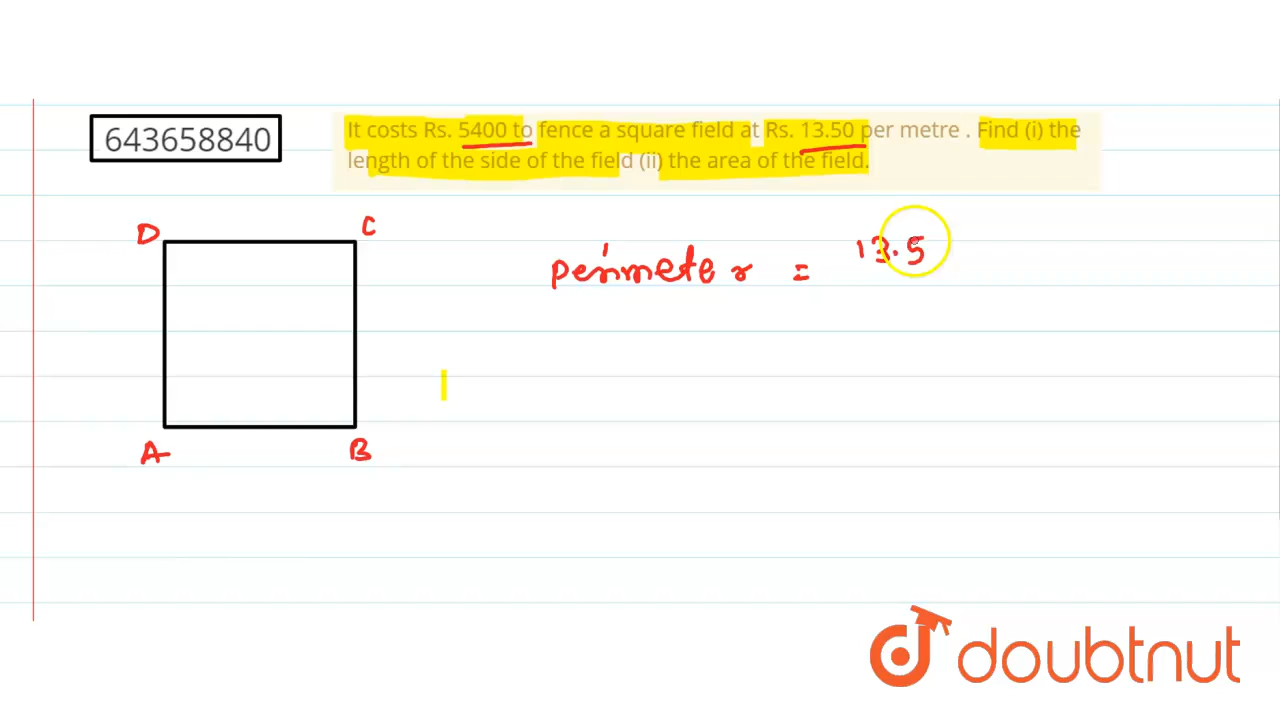 643658840
It costs Rs. 5400 to fence a square field at Rs. 13.50 per metre . Find (i) the
length of the side of the field (ii) the area of the field.
D
C
perimeter = 13.5
A
B
doubtnut